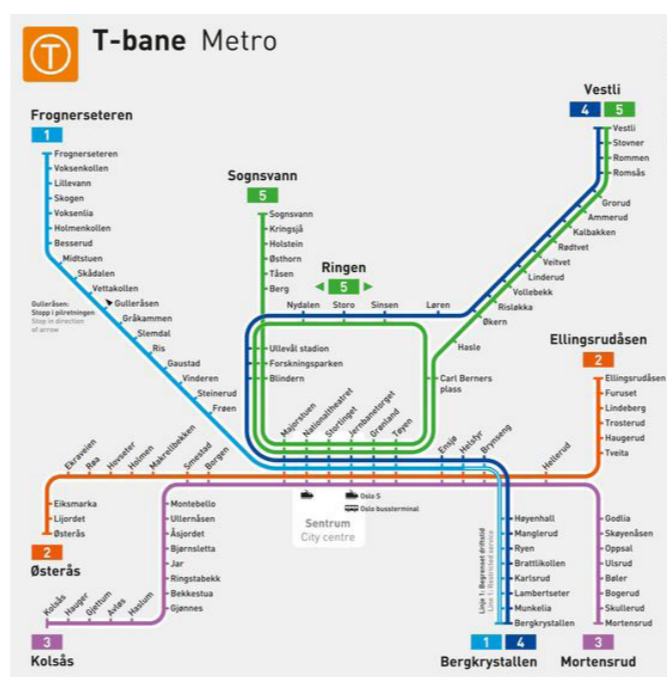 T
T-bane Metro
Frognerseteren
1
Frognerseteren
Voksenkollen
Lillevann
Skogen
Voksenlia
Holmenkollen
Besserud
Midtstuen
Skådalen
Vettakollen
Gulleråsen
Gulleråsen:
Stopp i pilretningen
Stop in direction
of arrow
Gråkammen
Slemdal
Ris
Gaustad
Vinderen
Steinerud
Frøen
Sognsvann
5
Sognsvann
Kringsjå
Holstein
Østhorn
Tåsen
Berg
Ringen
5
Nydalen
Storo
Sinsen
Løren
Ullevål stadion
Forskningsparken
Blindern
Vestli
4 5
Vestli
Stovner
Rommen
Romsås
Grorud
Ammerud
Kalbakken
Rødtvet
Veitvet
Linderud
Vollebekk
Risløkka
Økern
Hasle
Carl Berners
plass
Ellingsrudåsen
2
Ellingsrudåsen
Furuset
Lindeberg
Trosterud
Haugerud
Tveita
Majorstuen
Nationaltheatret
Stortinget
Jernbanetorget
Grønland
Tøyen
Ensjø
Helsfyr
Brynseng
Hellerud
Ekraveien
Røa
Hovseter
Holmen
Makrellbekken
Smestad
Borgen
Eiksmarka
Lijordet
Østerås
2
Østerås
Montebello
Ullernåsen
Åsjordet
Bjørnsletta
Jar
Ringstabekk
Bekkestua
Gjønnes
Kolsås
Hauger
Gjettum
Avløs
Haslum
3
Kolsås
Oslo S
Oslo bussterminal
Sentrum
City centre
Linje 1: Begrenset driftstid
Line 1: Restricted service
Høyenhall
Manglerud
Ryen
Brattlikollen
Karlsrud
Lambertseter
Munkelia
Bergkrystallen
1 4
Bergkrystallen
Godlia
Skøyenåsen
Oppsal
Ulsrud
Bøler
Bogerud
Skullerud
Mortensrud
3
Mortensrud